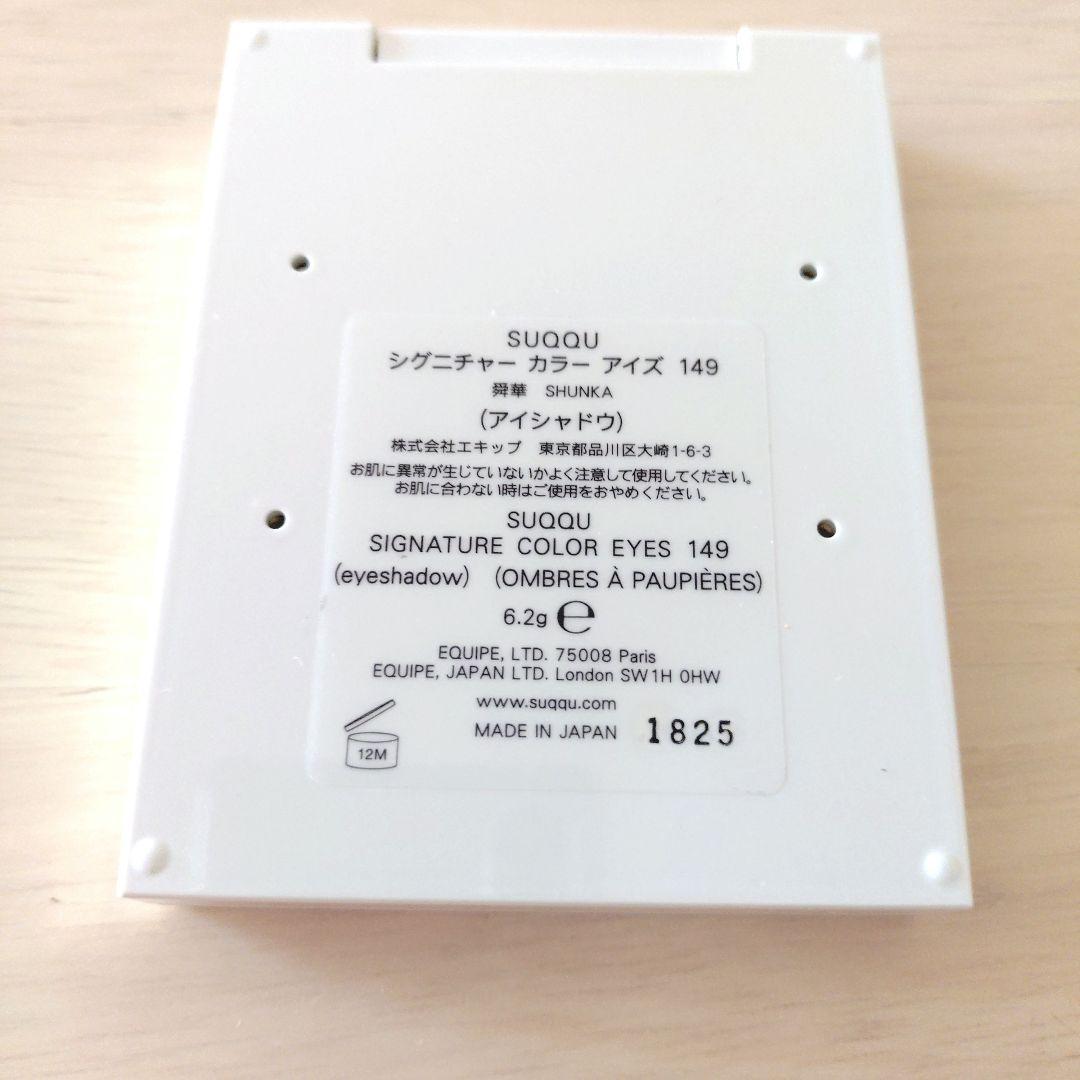 SUQQU
シグニチャー カラー アイズ 149
舜華 SHUNKA
(アイシャドウ)
株式会社エキップ 東京都品川区大崎1-6-3
お肌に異常が生じていないかよく注意して使用してください。
お肌に合わない時はご使用をおやめください。
SUQQU
SIGNATURE COLOR EYES 149
(eyeshadow) (OMBRES À PAUPIÈRES)
6.2g ℮
EQUIPE, LTD. 75008 Paris
EQUIPE, JAPAN LTD. London SW1H 0HW
www.suqqu.com
MADE IN JAPAN 1825
12M